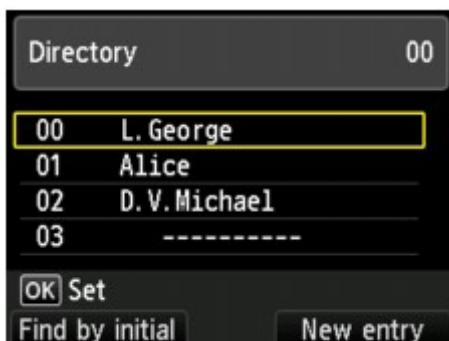 Directory 00
00 L.George
01 Alice
02 D.V.Michael
03 ----------
OK Set
Find by initial New entry